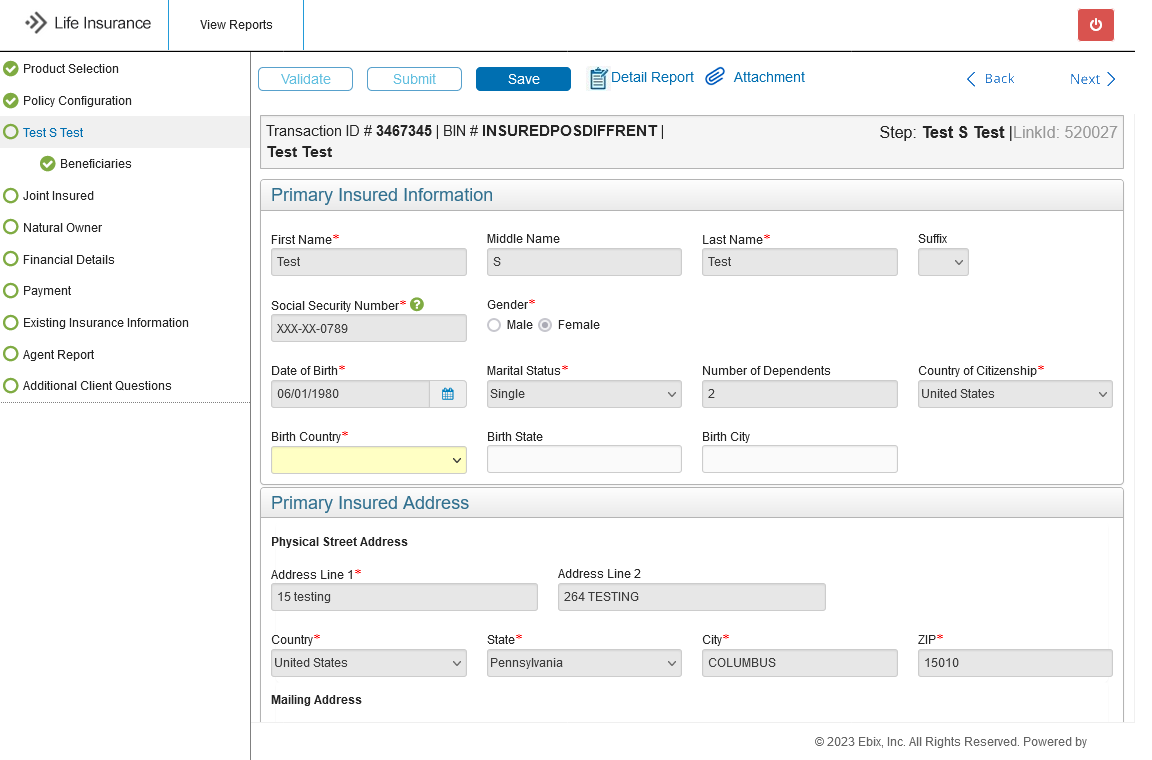 Life Insurance
View Reports
Product Selection
Policy Configuration
Test S Test
Beneficiaries
Joint Insured
Natural Owner
Financial Details
Payment
Existing Insurance Information
Agent Report
Additional Client Questions
Validate Submit Save Detail Report Attachment Back Next
Transaction ID # 3467345 | BIN # INSUREDPOSDIFFRENT |
Test Test
Step: Test S Test |LinkId: 520027
Primary Insured Information
First Name* Middle Name Last Name* Suffix
Test S Test
Social Security Number* ? Gender*
XXX-XX-0789 Male Female
Date of Birth* Marital Status* Number of Dependents Country of Citizenship*
06/01/1980 Single 2 United States
Birth Country* Birth State Birth City
Primary Insured Address
Physical Street Address
Address Line 1* Address Line 2
15 testing 264 TESTING
Country* State* City* ZIP*
United States Pennsylvania COLUMBUS 15010
Mailing Address
© 2023 Ebix, Inc. All Rights Reserved. Powered by